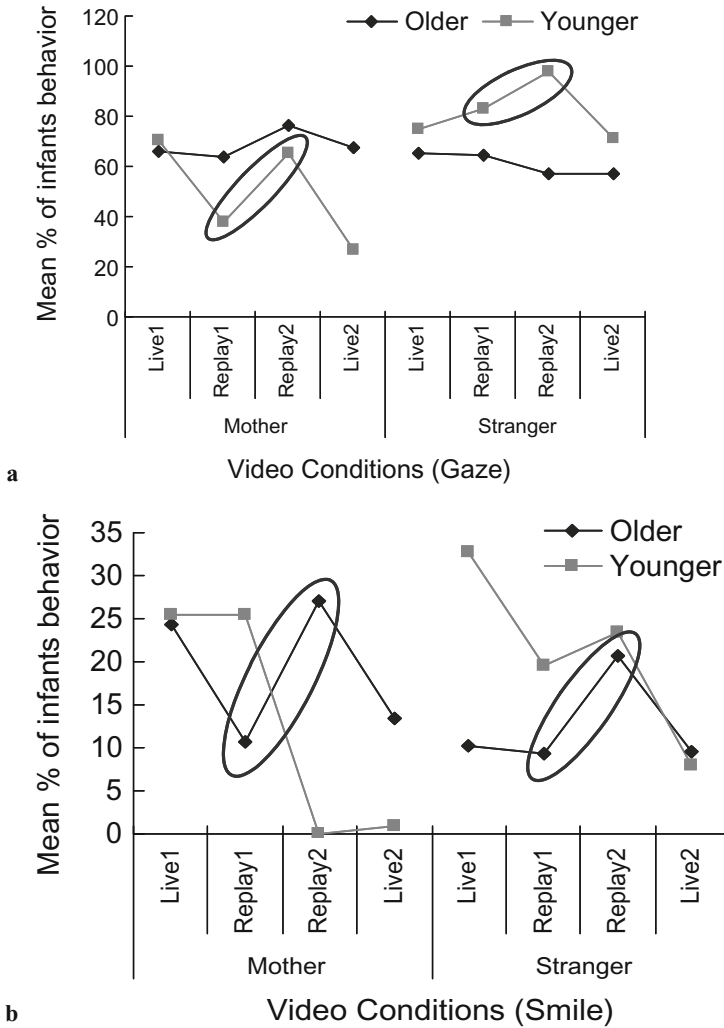 120
100
80
60
40
20
0
Mean % of infants behavior
Older Younger
Live1 Replay1 Replay2 Live2 Live1 Replay1 Replay2 Live2
Mother Stranger
a Video Conditions (Gaze)
35
30
25
20
15
10
5
0
Mean % of infants behavior
Older
Younger
Live1 Replay1 Replay2 Live2 Live1 Replay1 Replay2 Live2
Mother Stranger
b Video Conditions (Smile)